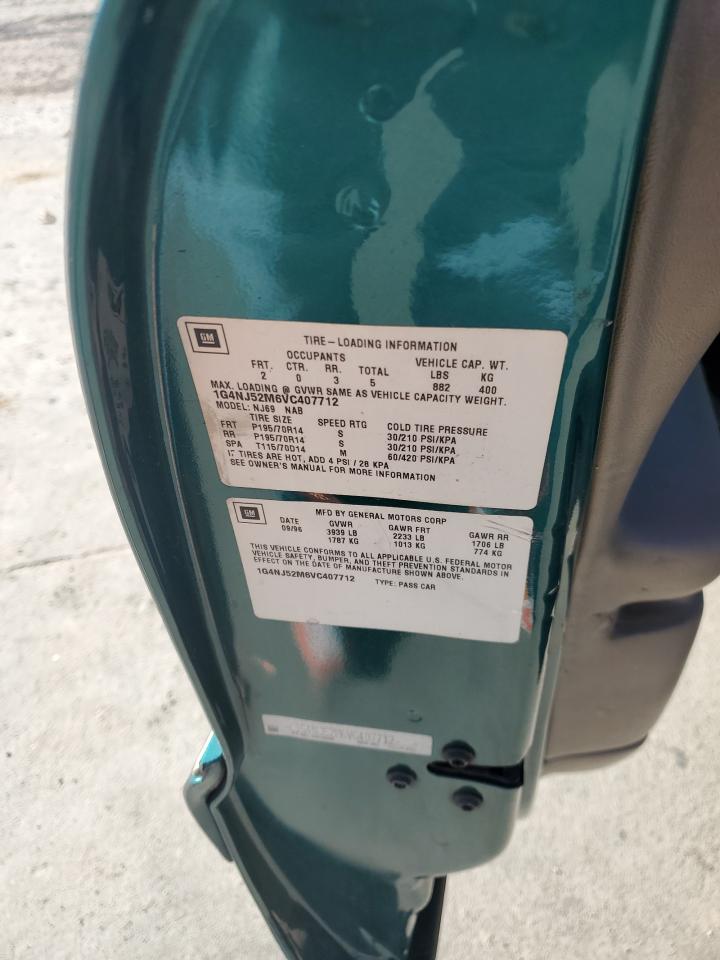 GM
TIRE-LOADING INFORMATION
OCCUPANTS VEHICLE CAP. WT.
FRT. CTR. RR. TOTAL LBS KG
2 0 3 5 882 400
MAX. LOADING @ GVWR SAME AS VEHICLE CAPACITY WEIGHT.
1G4NJ52M6VC407712
MODEL: NJ69 NAB
TIRE SIZE SPEED RTG COLD TIRE PRESSURE
FRT P195/70R14 S 30/210 PSI/KPA
RR P195/70R14 S 30/210 PSI/KPA
SPA T115/70D14 M 60/420 PSI/KPA
IF TIRES ARE HOT, ADD 4 PSI / 28 KPA
SEE OWNER'S MANUAL FOR MORE INFORMATION
GM
MFD BY GENERAL MOTORS CORP
DATE GVWR GAWR FRT GAWR RR
09/96 3939 LB 2233 LB 1706 LB
1787 KG 1013 KG 774 KG
THIS VEHICLE CONFORMS TO ALL APPLICABLE U.S. FEDERAL MOTOR
VEHICLE SAFETY, BUMPER, AND THEFT PREVENTION STANDARDS IN
EFFECT ON THE DATE OF MANUFACTURE SHOWN ABOVE.
1G4NJ52M6VC407712 TYPE: PASS CAR